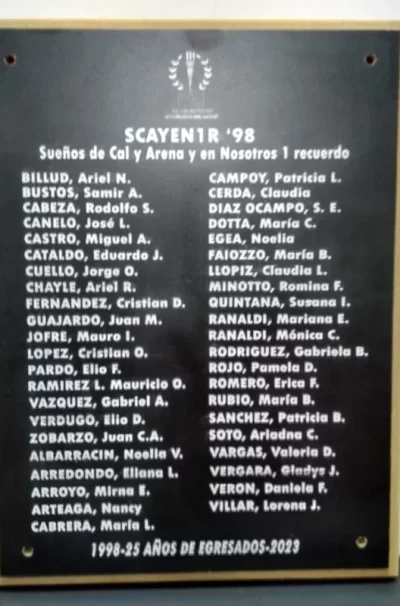 SCAYEN1R '98
Sueños de Cal y Arena y en Nosotros 1 recuerdo
BILLUD, Ariel N.
BUSTOS, Samir A.
CABEZA, Rodolfo S.
CANELO, José L.
CASTRO, Miguel A.
CATALDO, Eduardo J.
CUELLO, Jorge O.
CHAYLE, Ariel R.
FERNANDEZ, Cristian D.
GUAJARDO, Juan M.
JOFRE, Mauro I.
LOPEZ, Cristian O.
PARDO, Elio F.
RAMIREZ L. Mauricio O.
VAZQUEZ, Gabriel A.
VERDUGO, Elio D.
ZOBARZO, Juan C.A.
ALBARRACIN, Noelia V.
ARREDONDO, Eliana L.
ARROYO, Mirna E.
ARTEAGA, Nancy
CABRERA, María L.
CAMPOY, Patricia L.
CERDA, Claudia
DIAZ OCAMPO, S. E.
DOTTA, María C.
EGEA, Noelia
FAIOZZO, María B.
LLOPIZ, Claudia L.
MINOTTO, Romina F.
QUINTANA, Susana I.
RANALDI, Mariana E.
RANALDI, Mónica C.
RODRIGUEZ, Gabriela B.
ROJO, Pamela D.
ROMERO, Erica F.
RUBIO, María B.
SANCHEZ, Patricia B.
SOTO, Ariadna C.
VARGAS, Valeria D.
VERGARA, Gladys J.
VERON, Daniela F.
VILLAR, Lorena J.
1998-25 AÑOS DE EGRESADOS-2023